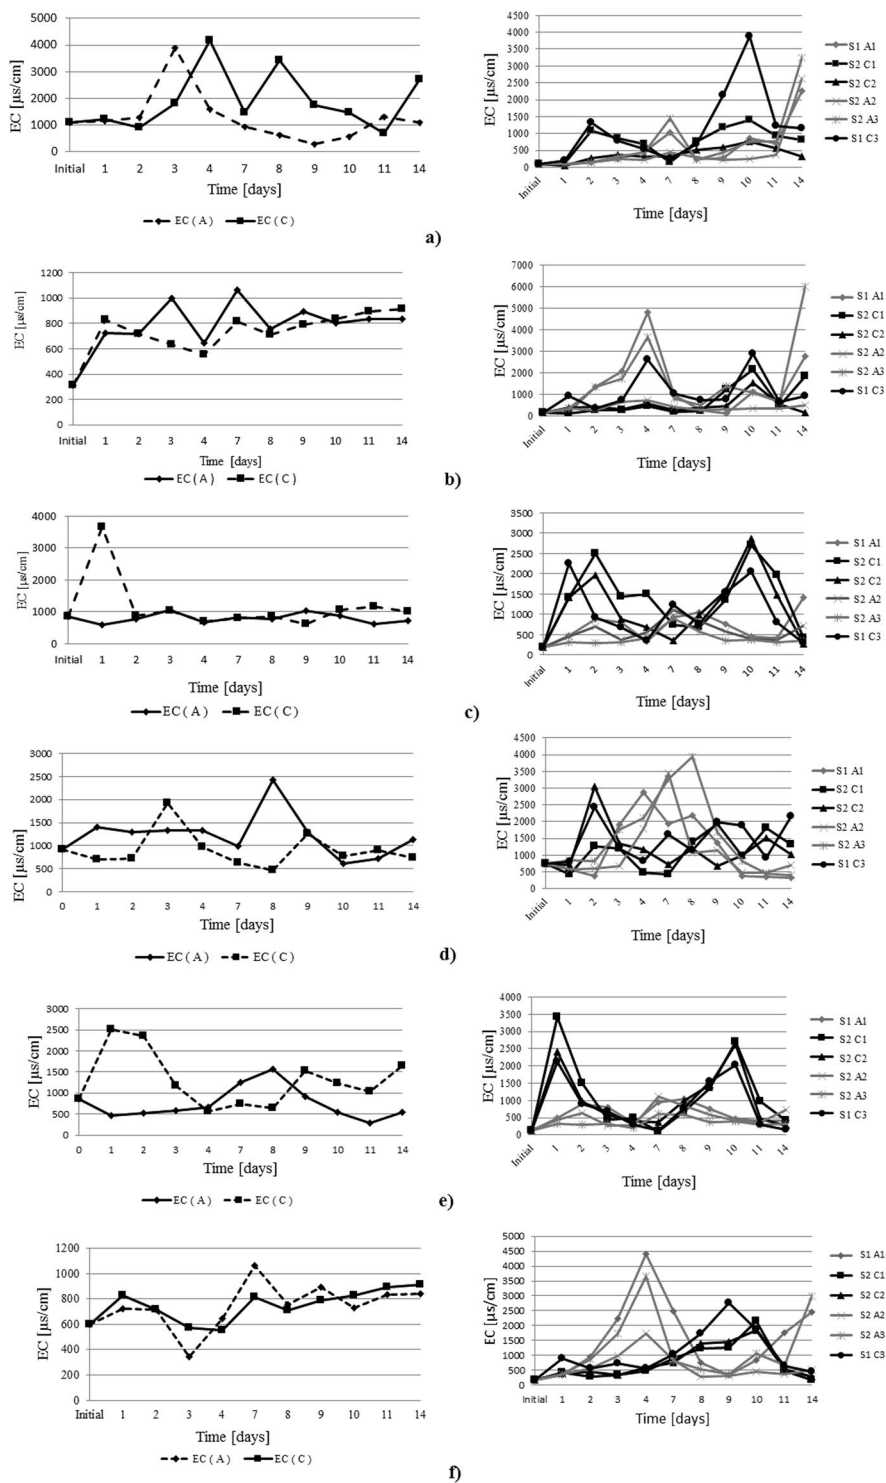 EC [µs/cm]
5000
4000
3000
2000
1000
0
Initial 1 2 3 4 7 8 9 10 11 14
Time [days]
EC ( A ) EC ( C )
EC [µs/cm]
4500
4000
3500
3000
2500
2000
1500
1000
500
0
Initial 1 2 3 4 7 8 9 10 11 14
Time [days]
S1 A1
S2 C1
S2 C2
S2 A2
S2 A3
S1 C3
a)
EC [µs/cm]
1200
1000
800
600
400
200
0
Initial 1 2 3 4 7 8 9 10 11 14
Time [days]
EC ( A ) EC ( C )
EC [µs/cm]
7000
6000
5000
4000
3000
2000
1000
0
Initial 1 2 3 4 7 8 9 10 11 14
Time [days]
S1 A1
S2 C1
S2 C2
S2 A2
S2 A3
S1 C3
b)
EC [µs/cm]
4000
3000
2000
1000
0
Initial 1 2 3 4 7 8 9 10 11 14
Time [days]
EC ( A ) EC ( C )
EC [µs/cm]
3500
3000
2500
2000
1500
1000
500
0
Initial 1 2 3 4 7 8 9 10 11 14
Time [days]
S1 A1
S2 C1
S2 C2
S2 A2
S2 A3
S1 C3
c)
EC [µs/cm]
3000
2500
2000
1500
1000
500
0
0 1 2 3 4 7 8 9 10 11 14
Time [days]
EC ( A ) EC ( C )
EC [µs/cm]
4500
4000
3500
3000
2500
2000
1500
1000
500
0
Initial 1 2 3 4 7 8 9 10 11 14
Time [days]
S1 A1
S2 C1
S2 C2
S2 A2
S2 A3
S1 C3
d)
EC [µs/cm]
3000
2500
2000
1500
1000
500
0
0 1 2 3 4 7 8 9 10 11 14
Time [days]
EC ( A ) EC ( C )
EC [µs/cm]
4000
3500
3000
2500
2000
1500
1000
500
0
Initial 1 2 3 4 7 8 9 10 11 14
Time [days]
S1 A1
S2 C1
S2 C2
S2 A2
S2 A3
S1 C3
e)
EC [µs/cm]
1200
1000
800
600
400
200
0
Initial 1 2 3 4 7 8 9 10 11 14
Time [days]
EC ( A ) EC ( C )
EC [µs/cm]
5000
4500
4000
3500
3000
2500
2000
1500
1000
500
0
Initial 1 2 3 4 7 8 9 10 11 14
Time [days]
S1 A1
S2 C1
S2 C2
S2 A2
S2 A3
S1 C3
f)